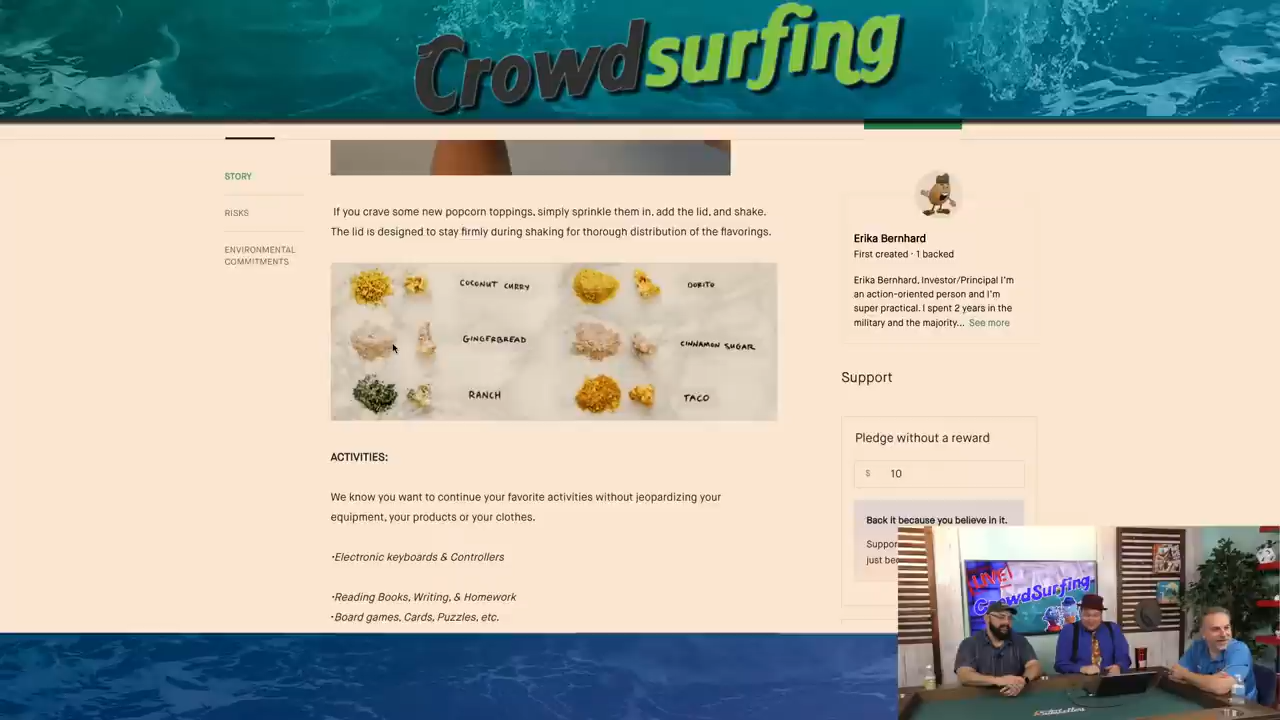 Crowdsurfing
STORY
RISKS
ENVIRONMENTAL
COMMITMENTS
If you crave some new popcorn toppings, simply sprinkle them in, add the lid, and shake.
The lid is designed to stay firmly during shaking for thorough distribution of the flavorings.
COCONUT CURRY
DORITO
GINGERBREAD
CINNAMON SUGAR
RANCH
TACO
ACTIVITIES:
We know you want to continue your favorite activities without jeopardizing your
equipment, your products or your clothes.
•Electronic keyboards & Controllers
•Reading Books, Writing, & Homework
•Board games, Cards, Puzzles, etc.
Erika Bernhard
First created · 1 backed
Erika Bernhard, Investor/Principal I'm
an action-oriented person and I'm
super practical. I spent 2 years in the
military and the majority... See more
Support
Pledge without a reward
$ 10
Back it because you believe in it.
LIVE!
CrowdSurfing